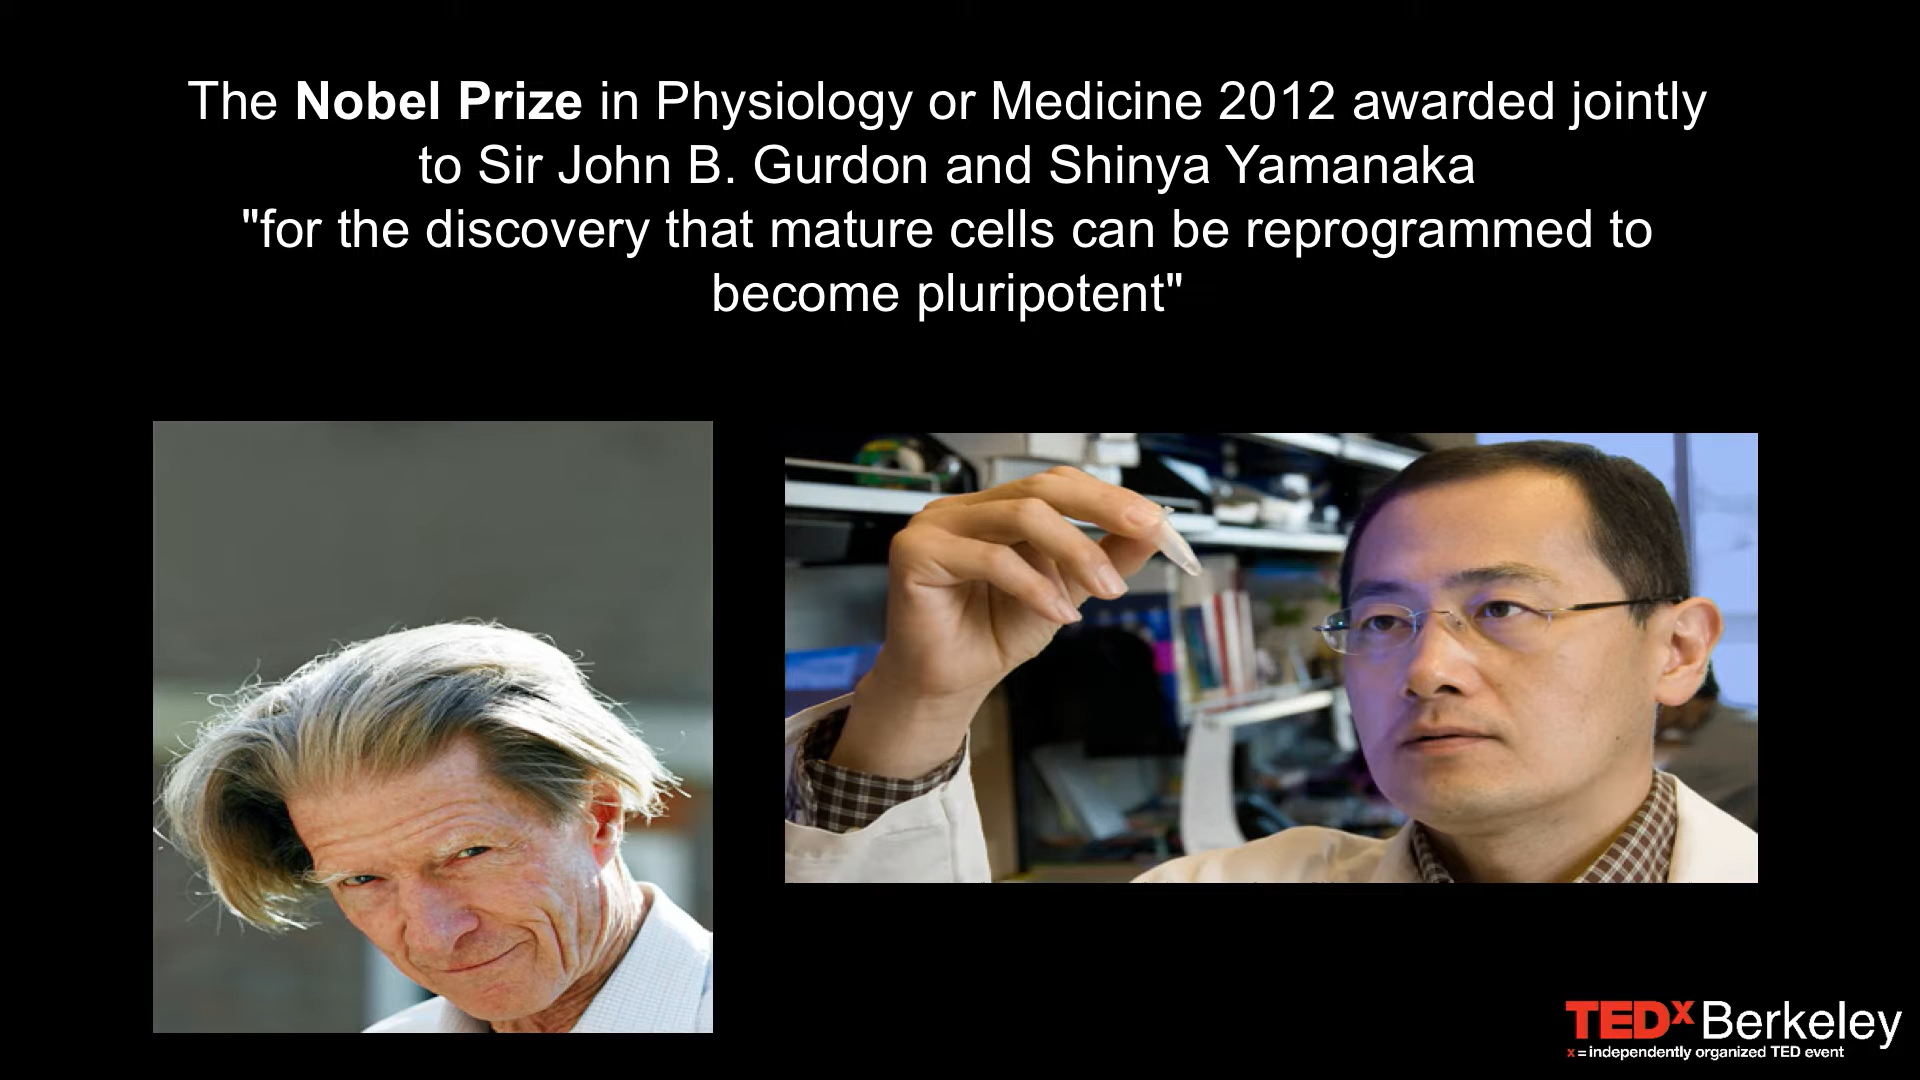 The Nobel Prize in Physiology or Medicine 2012 awarded jointly
to Sir John B. Gurdon and Shinya Yamanaka
"for the discovery that mature cells can be reprogrammed to
become pluripotent"
TEDx Berkeley
x = independently organized TED event